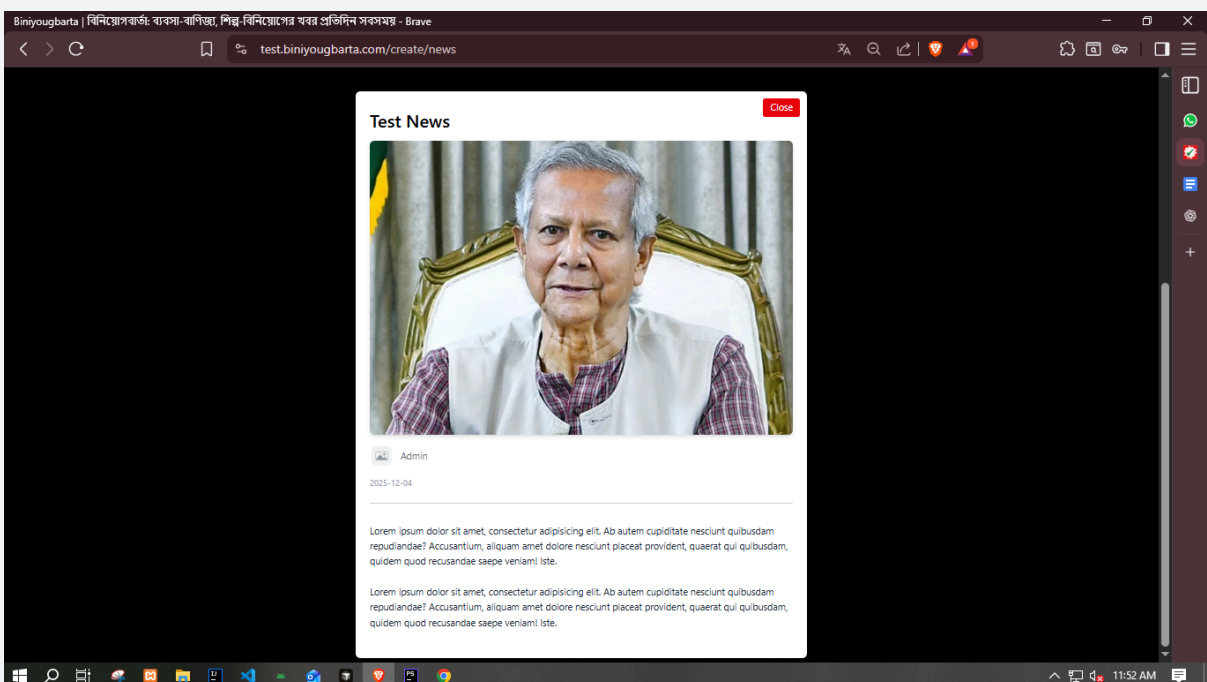 Biniyougbarta | বিনিয়োগবার্তা: ব্যবসা-বাণিজ্য, শিল্প-বিনিয়োগের খবর প্রতিদিন সবসময় - Brave
test.biniyougbarta.com/create/news
1
Close
Test News
Admin
2025-12-04
Lorem ipsum dolor sit amet, consectetur adipisicing elit. Ab autem cupiditate nesciunt quibusdam
repudiandae? Accusantium, aliquam amet dolore nesciunt placeat provident, quaerat qui quibusdam,
quidem quod recusandae saepe veniam! Iste.
Lorem ipsum dolor sit amet, consectetur adipisicing elit. Ab autem cupiditate nesciunt quibusdam
repudiandae? Accusantium, aliquam amet dolore nesciunt placeat provident, quaerat qui quibusdam,
quidem quod recusandae saepe veniam! Iste.
IJ
PS
11:52 AM